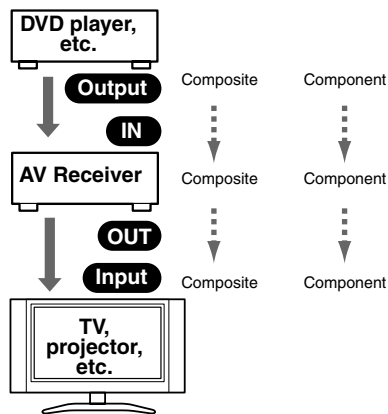 DVD player,
etc.
Output
Composite
Component
IN
AV Receiver
Composite
Component
OUT
Input
Composite
Component
TV,
projector,
etc.